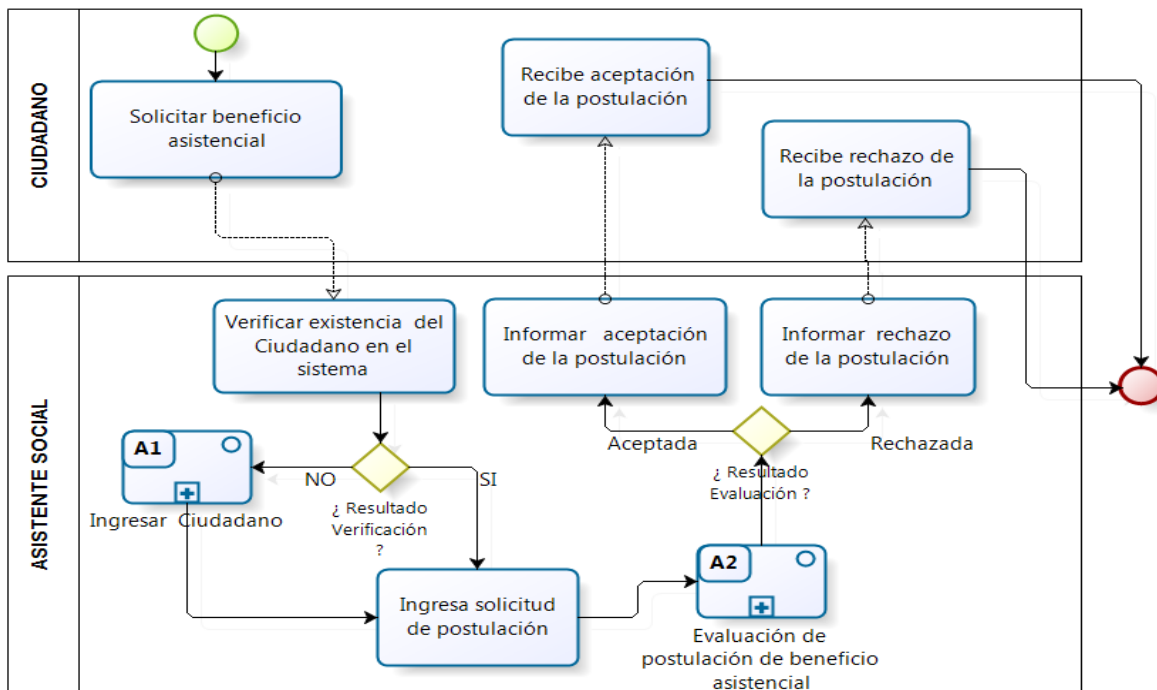 CIUDADANO
Solicitar beneficio
asistencial
Recibe aceptación
de la postulación
Recibe rechazo de
la postulación
ASISTENTE SOCIAL
Verificar existencia del
Ciudadano en el
sistema
Informar aceptación
de la postulación
Informar rechazo
de la postulación
A1
Ingresar Ciudadano
NO
SI
¿ Resultado
Verificación
?
Aceptada
Rechazada
¿ Resultado
Evaluación ?
Ingresa solicitud
de postulación
A2
Evaluación de
postulación de beneficio
asistencial